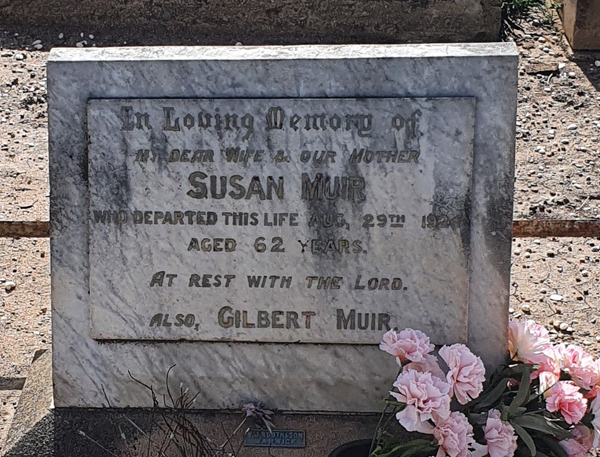 In Loving Memory of
MY DEAR WIFE & OUR MOTHER
SUSAN MUIR
WHO DEPARTED THIS LIFE AUG, 29TH
AGED 62 YEARS.
AT REST WITH THE LORD.
ALSO, GILBERT MUIR